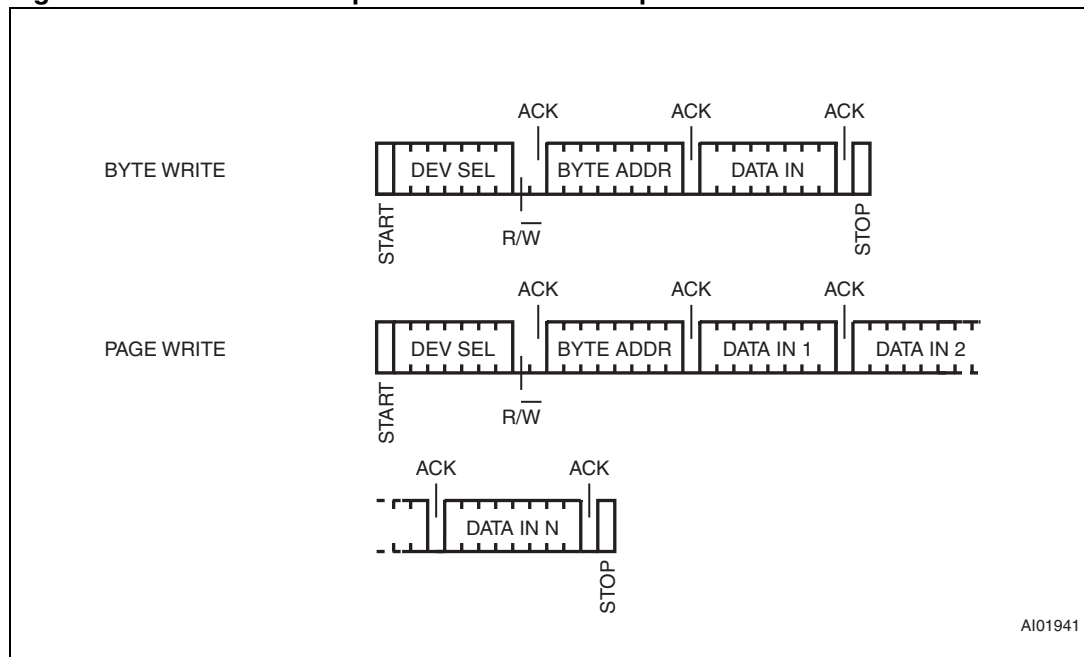 ACK ACK ACK
BYTE WRITE DEV SEL BYTE ADDR DATA IN
START R/W̅ STOP
ACK ACK ACK
PAGE WRITE DEV SEL BYTE ADDR DATA IN 1 DATA IN 2
START R/W̅
ACK ACK
DATA IN N
STOP
AI01941